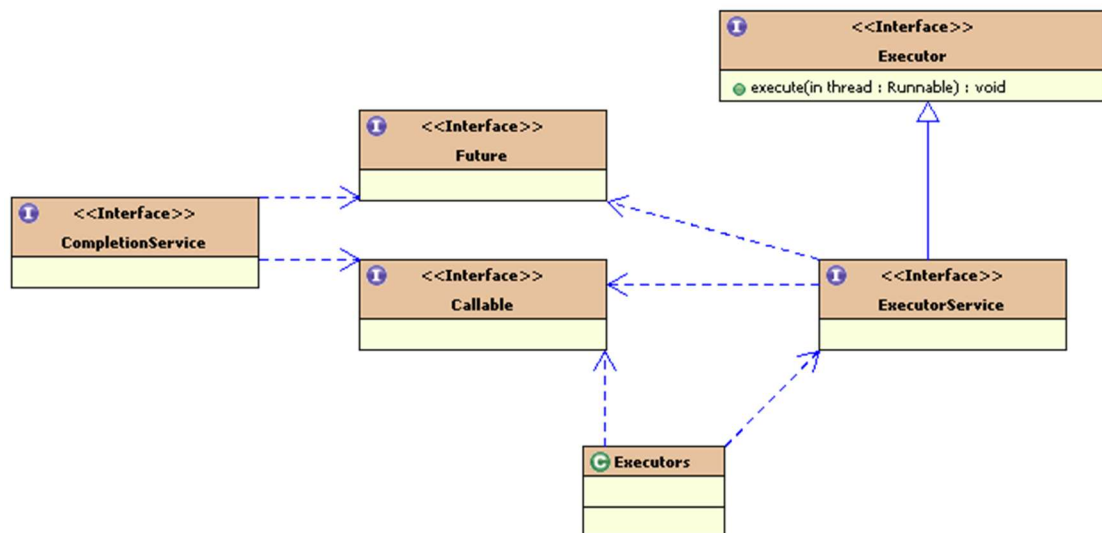 I
<<Interface>>
Executor
execute(in thread : Runnable) : void
I
<<Interface>>
Future
I
<<Interface>>
CompletionService
I
<<Interface>>
Callable
I
<<Interface>>
ExecutorService
C Executors